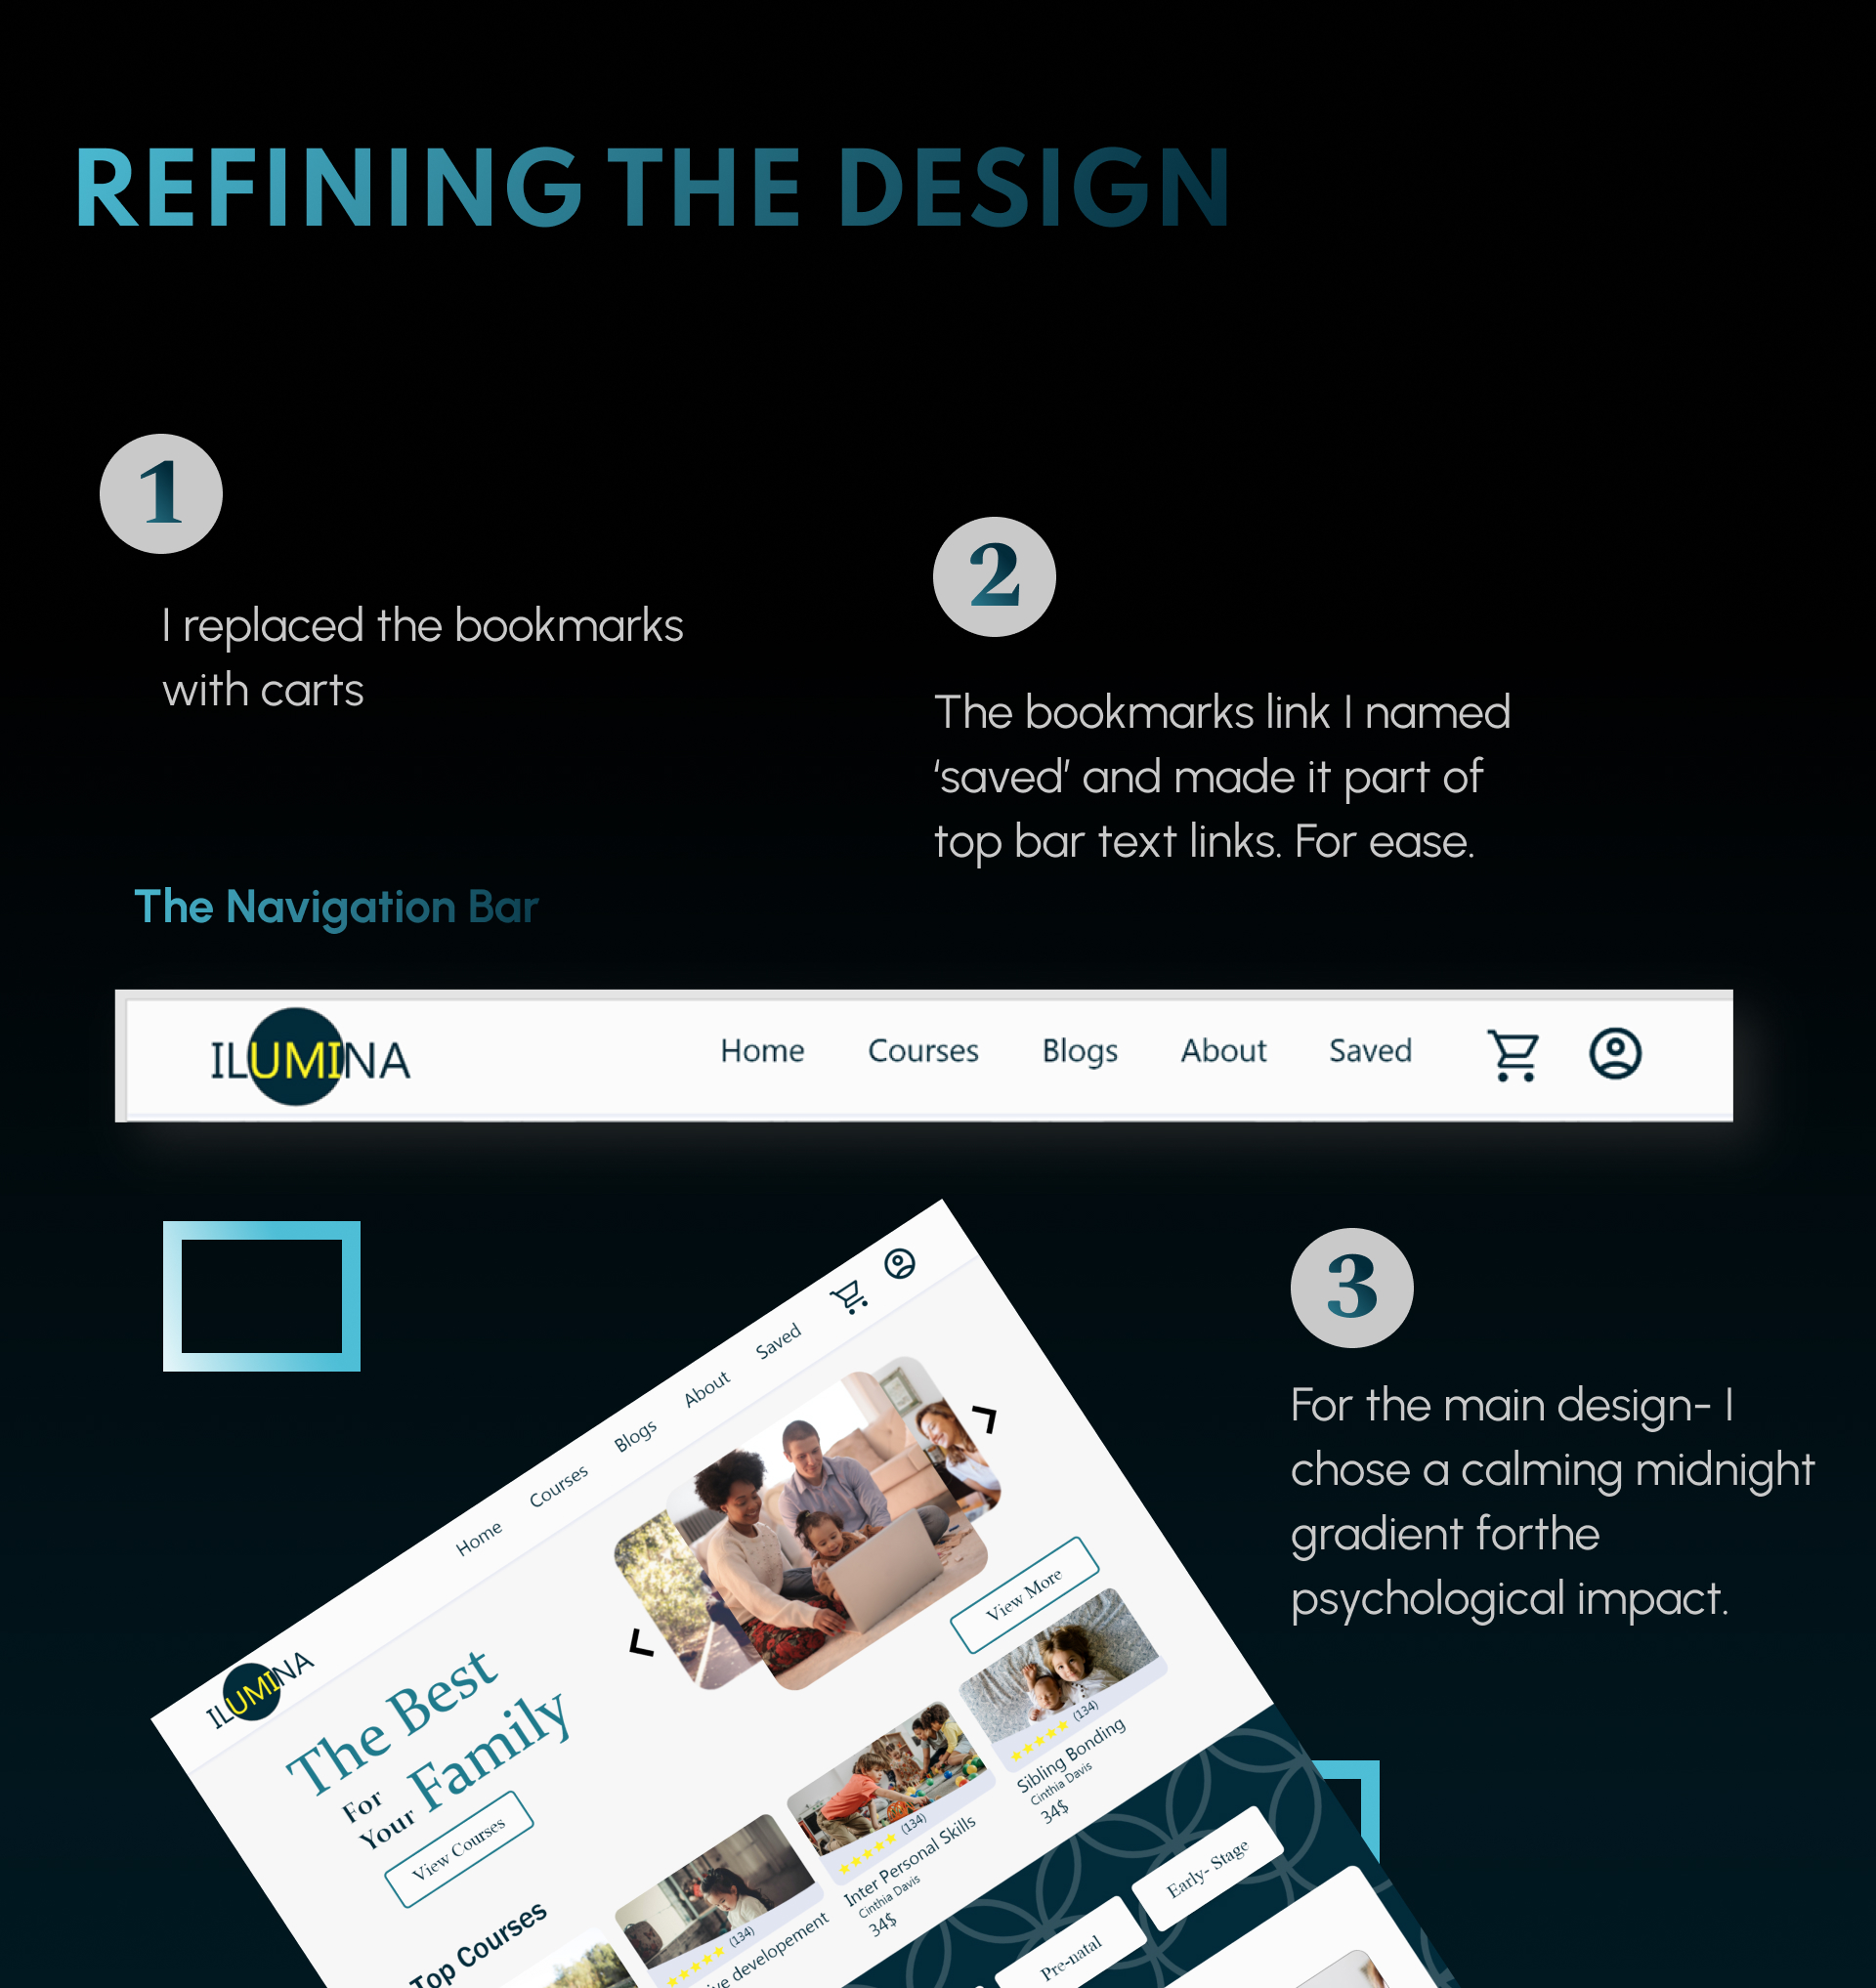 REFINING THE DESIGN
1
I replaced the bookmarks
with carts
2
The bookmarks link I named
‘saved’ and made it part of
top bar text links. For ease.
The Navigation Bar
ILUMINA
Home Courses Blogs About Saved
3
For the main design- I
chose a calming midnight
gradient forthe
psychological impact.
ILUMINA
Home Courses Blogs About Saved
The Best
For
Your Family
View Courses
View More
Top Courses
(134)
developement
(134)
Inter Personal Skills
Cinthia Davis
34$
(134)
Sibling Bonding
Cinthia Davis
34$
Pre-natal
Early- Stage